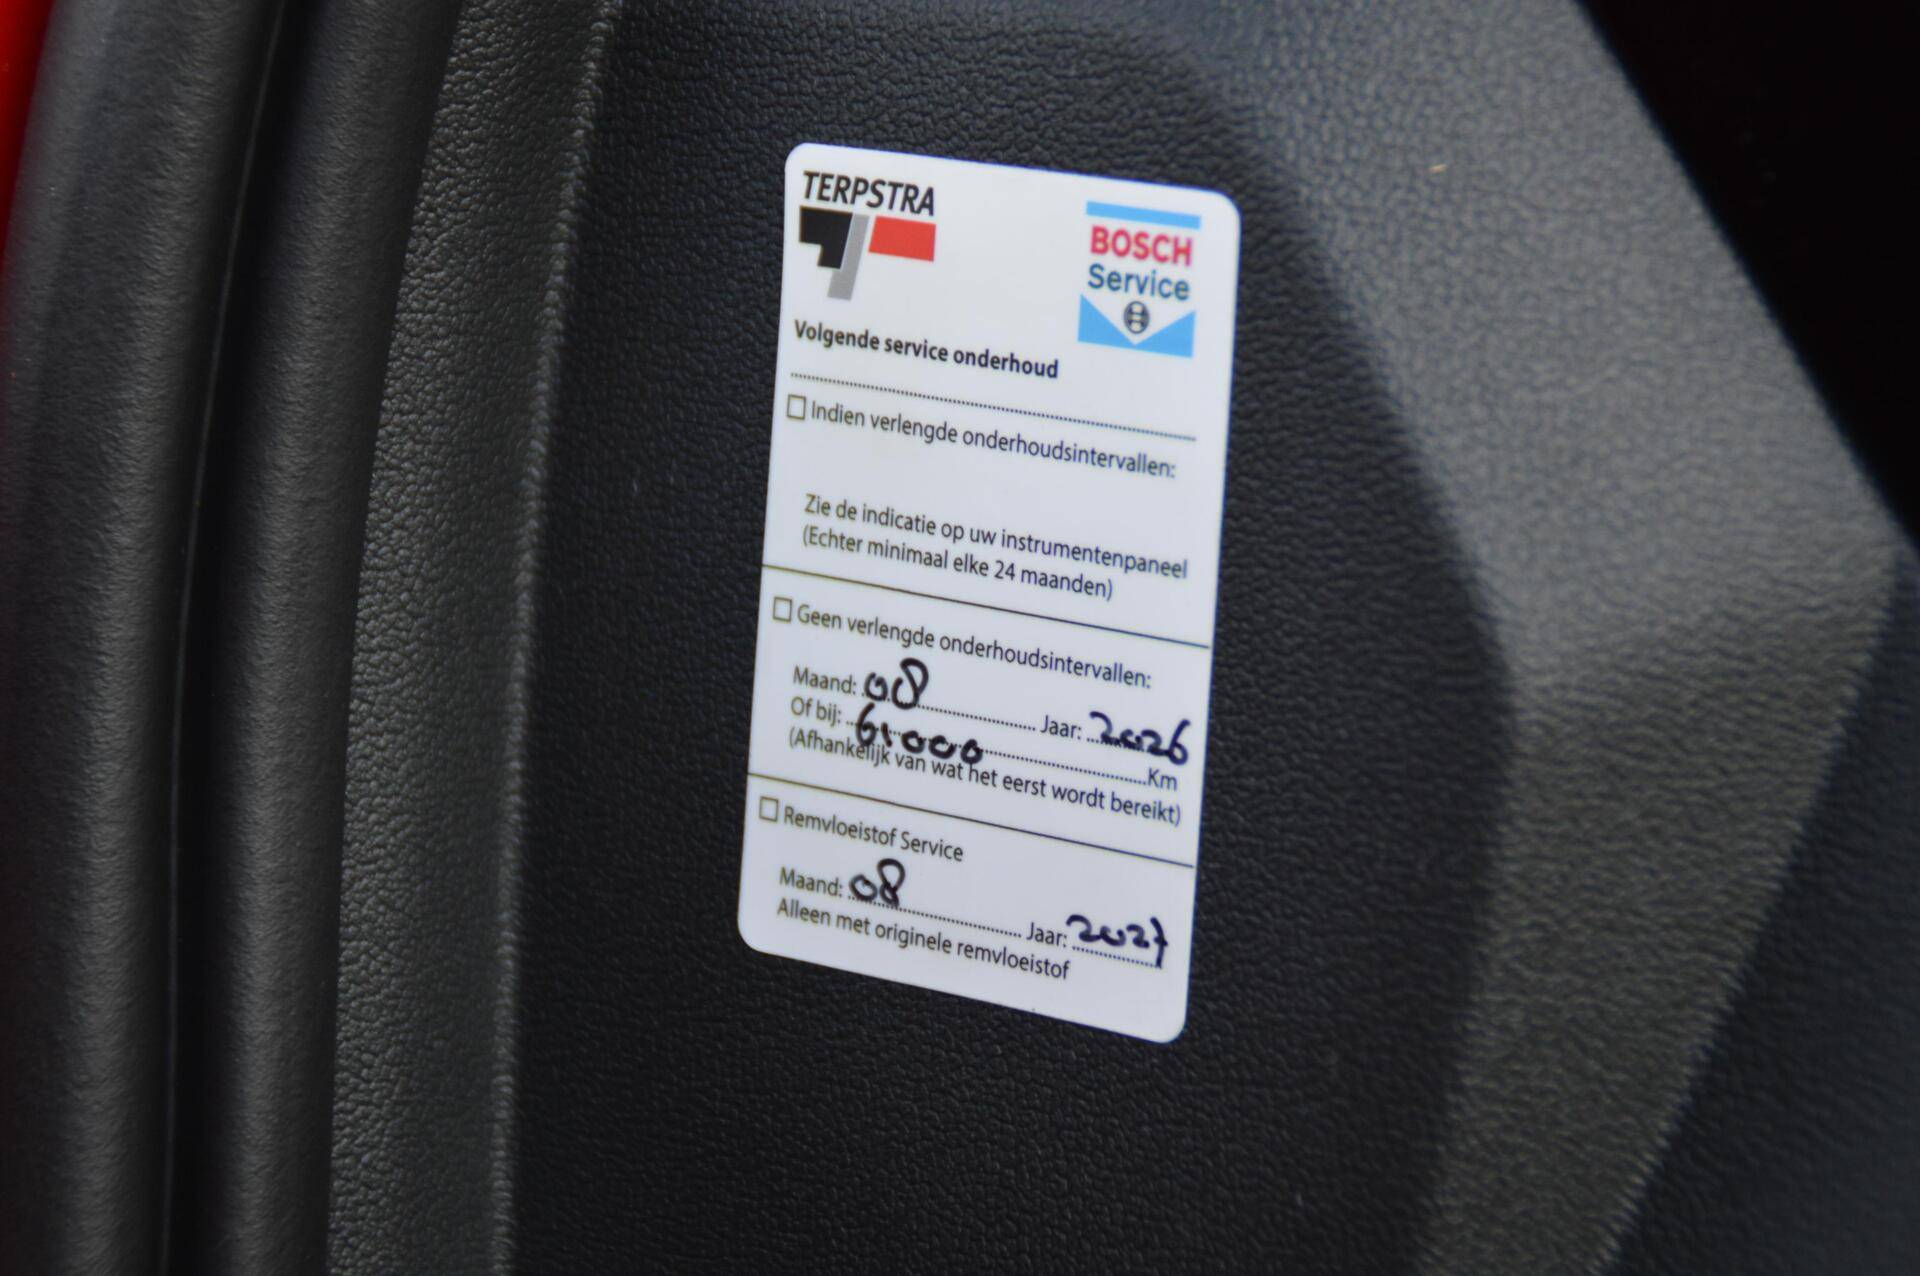 TERPSTRA
BOSCH
Service
Volgende service onderhoud
Indien verlengde onderhoudsintervallen:
Zie de indicatie op uw instrumentenpaneel
(Echter minimaal elke 24 maanden)
Geen verlengde onderhoudsintervallen:
Maand: 08 Jaar: 2026
Of bij: 61000 Km
(Afhankelijk van wat het eerst wordt bereikt)
Remvloeistof Service
Maand: 08 Jaar: 2027
Alleen met originele remvloeistof